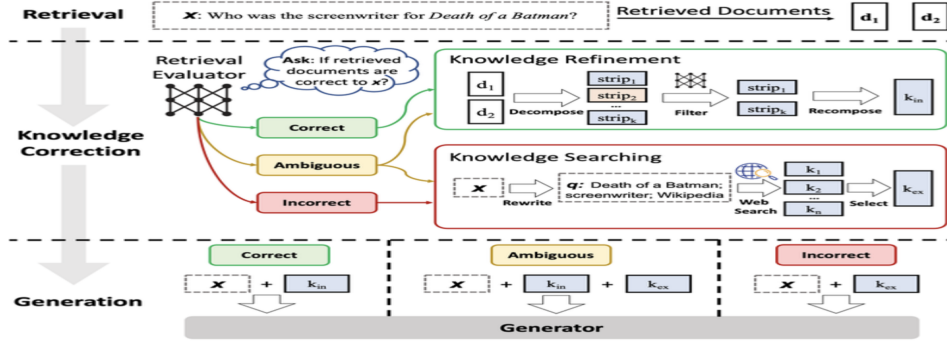 Retrieval
x: Who was the screenwriter for Death of a Batman?
Retrieved Documents
d1
d2
Retrieval
Evaluator
Ask: If retrieved
documents are
correct to x?
Knowledge
Correction
Correct
Ambiguous
Incorrect
Knowledge Refinement
d1
d2
Decompose
strip1
strip2
...
stripk
Filter
strip1
stripk
Recompose
kin
Knowledge Searching
x
Rewrite
q: Death of a Batman;
screenwriter; Wikipedia
Web
Search
k1
k2
...
kn
Select
kex
Generation
Correct
x + kin
Ambiguous
x + kin + kex
Incorrect
x + kex
Generator